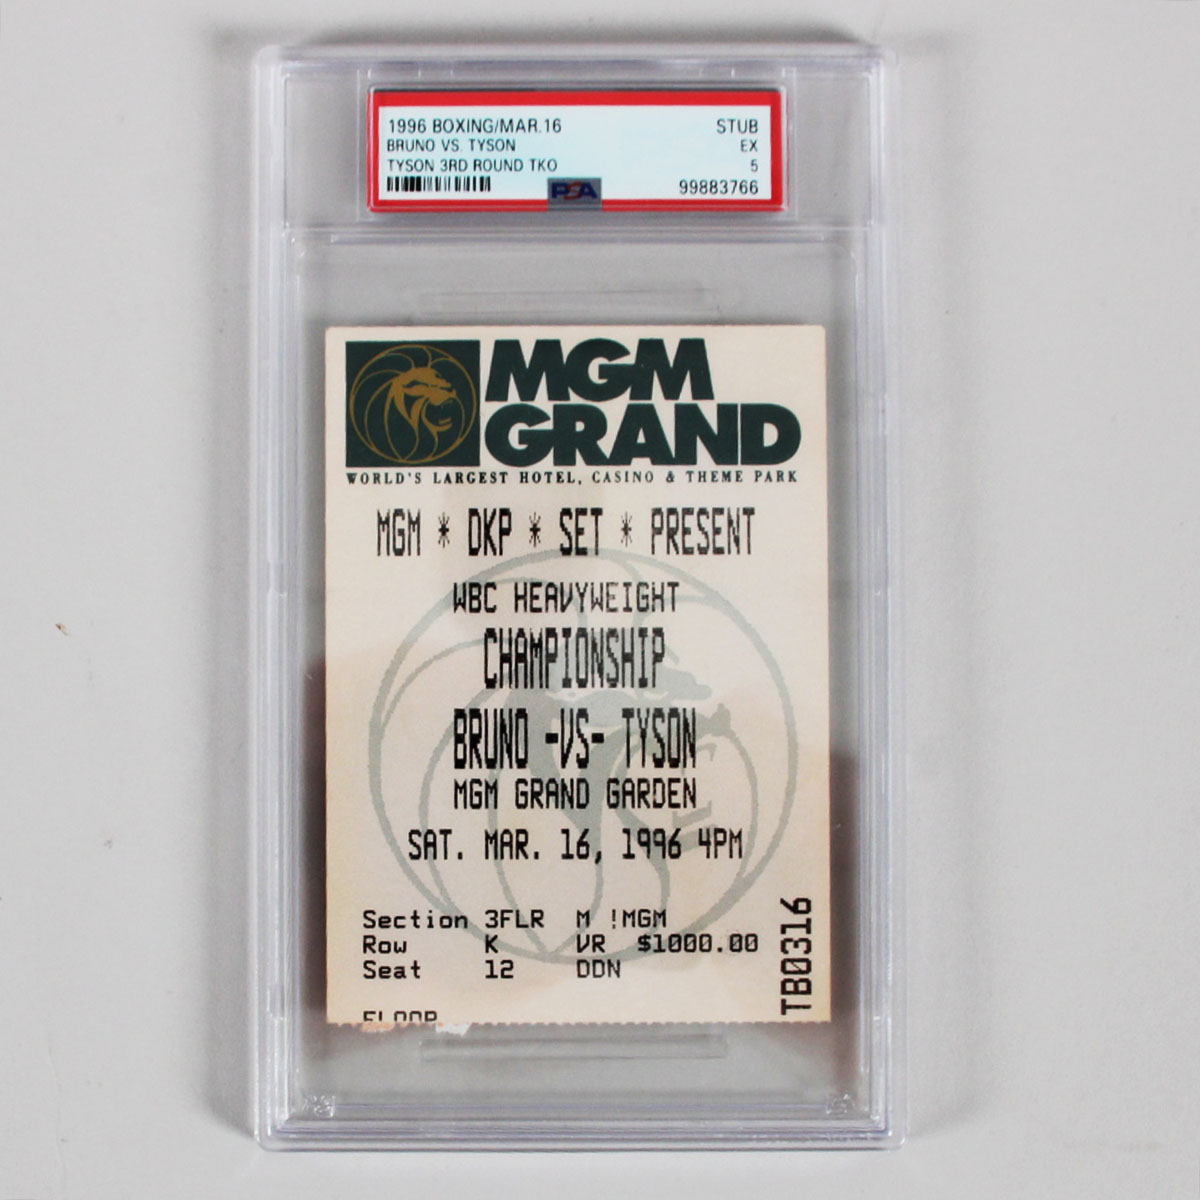 1996 BOXING/MAR.16 STUB
BRUNO VS. TYSON EX
TYSON 3RD ROUND TKO 5
PSA 99883766
MGM
GRAND
WORLD'S LARGEST HOTEL, CASINO & THEME PARK
MGM * DKP * SET * PRESENT
WBC HEAVYWEIGHT
CHAMPIONSHIP
BRUNO -VS- TYSON
MGM GRAND GARDEN
SAT. MAR. 16, 1996 4PM
Section 3FLR M !MGM
Row K VR $1000.00
Seat 12 DDN
FLOOR
TB0316